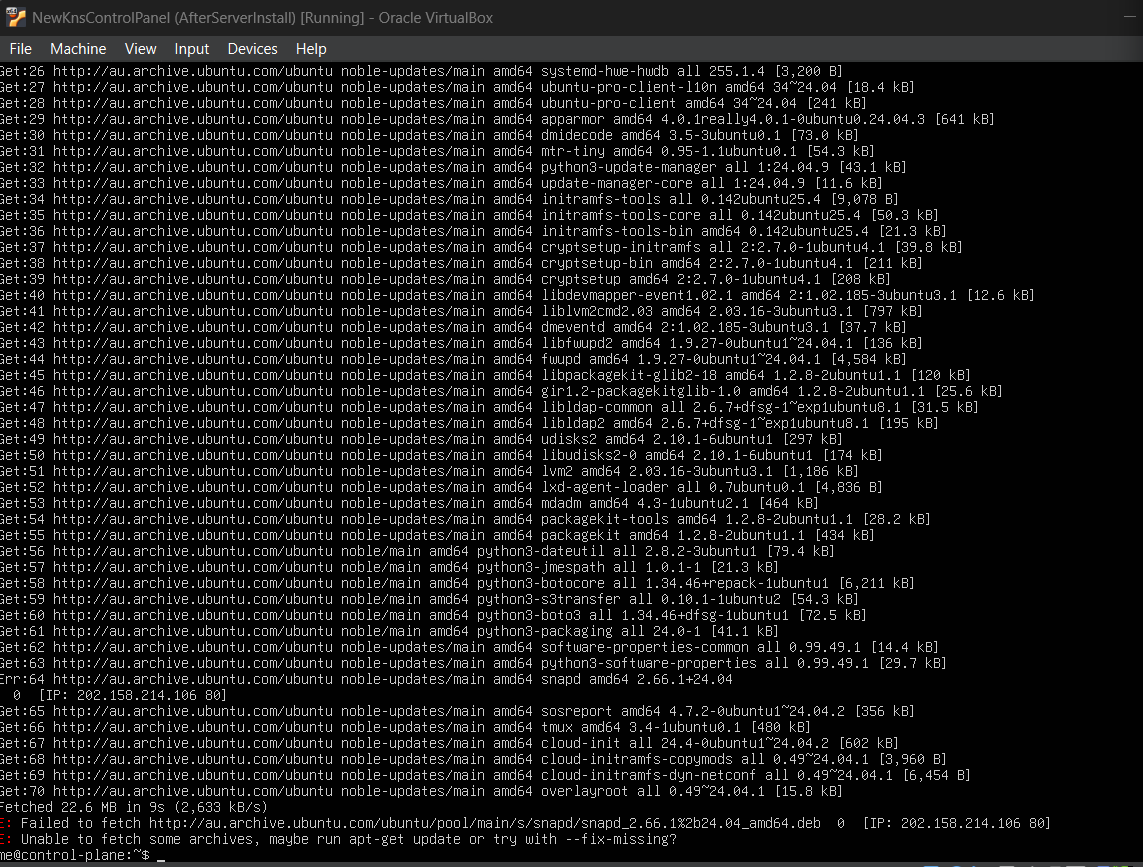 NewKnsControlPanel (AfterServerInstall) [Running] - Oracle VirtualBox
File Machine View Input Devices Help
Get:26 http://au.archive.ubuntu.com/ubuntu noble-updates/main amd64 systemd-hwe-hwdb all 255.1.4 [3,200 B]
Get:27 http://au.archive.ubuntu.com/ubuntu noble-updates/main amd64 ubuntu-pro-client-l10n amd64 34~24.04 [18.4 kB]
Get:28 http://au.archive.ubuntu.com/ubuntu noble-updates/main amd64 ubuntu-pro-client amd64 34~24.04 [241 kB]
Get:29 http://au.archive.ubuntu.com/ubuntu noble-updates/main amd64 apparmor amd64 4.0.1really4.0.1-0ubuntu0.24.04.3 [641 kB]
Get:30 http://au.archive.ubuntu.com/ubuntu noble-updates/main amd64 dmidecode amd64 3.5-3ubuntu0.1 [73.0 kB]
Get:31 http://au.archive.ubuntu.com/ubuntu noble-updates/main amd64 mtr-tiny amd64 0.95-1.1ubuntu0.1 [54.3 kB]
Get:32 http://au.archive.ubuntu.com/ubuntu noble-updates/main amd64 python3-update-manager all 1:24.04.9 [43.1 kB]
Get:33 http://au.archive.ubuntu.com/ubuntu noble-updates/main amd64 update-manager-core all 1:24.04.9 [11.6 kB]
Get:34 http://au.archive.ubuntu.com/ubuntu noble-updates/main amd64 initramfs-tools all 0.142ubuntu25.4 [9,078 B]
Get:35 http://au.archive.ubuntu.com/ubuntu noble-updates/main amd64 initramfs-tools-core all 0.142ubuntu25.4 [50.3 kB]
Get:36 http://au.archive.ubuntu.com/ubuntu noble-updates/main amd64 initramfs-tools-bin amd64 0.142ubuntu25.4 [21.3 kB]
Get:37 http://au.archive.ubuntu.com/ubuntu noble-updates/main amd64 cryptsetup-initramfs all 2:2.7.0-1ubuntu4.1 [39.8 kB]
Get:38 http://au.archive.ubuntu.com/ubuntu noble-updates/main amd64 cryptsetup-bin amd64 2:2.7.0-1ubuntu4.1 [211 kB]
Get:39 http://au.archive.ubuntu.com/ubuntu noble-updates/main amd64 cryptsetup amd64 2:2.7.0-1ubuntu4.1 [208 kB]
Get:40 http://au.archive.ubuntu.com/ubuntu noble-updates/main amd64 libdevmapper-event1.02.1 amd64 2:1.02.185-3ubuntu3.1 [12.6 kB]
Get:41 http://au.archive.ubuntu.com/ubuntu noble-updates/main amd64 liblvm2cmd2.03 amd64 2.03.16-3ubuntu3.1 [797 kB]
Get:42 http://au.archive.ubuntu.com/ubuntu noble-updates/main amd64 dmeventd amd64 2:1.02.185-3ubuntu3.1 [37.7 kB]
Get:43 http://au.archive.ubuntu.com/ubuntu noble-updates/main amd64 libfwupd2 amd64 1.9.27-0ubuntu1~24.04.1 [136 kB]
Get:44 http://au.archive.ubuntu.com/ubuntu noble-updates/main amd64 fwupd amd64 1.9.27-0ubuntu1~24.04.1 [4,584 kB]
Get:45 http://au.archive.ubuntu.com/ubuntu noble-updates/main amd64 libpackagekit-glib2-18 amd64 1.2.8-2ubuntu1.1 [120 kB]
Get:46 http://au.archive.ubuntu.com/ubuntu noble-updates/main amd64 gir1.2-packagekitglib-1.0 amd64 1.2.8-2ubuntu1.1 [25.6 kB]
Get:47 http://au.archive.ubuntu.com/ubuntu noble-updates/main amd64 libldap-common all 2.6.7+dfsg-1~exp1ubuntu8.1 [31.5 kB]
Get:48 http://au.archive.ubuntu.com/ubuntu noble-updates/main amd64 libldap2 amd64 2.6.7+dfsg-1~exp1ubuntu8.1 [195 kB]
Get:49 http://au.archive.ubuntu.com/ubuntu noble-updates/main amd64 udisks2 amd64 2.10.1-6ubuntu1 [297 kB]
Get:50 http://au.archive.ubuntu.com/ubuntu noble-updates/main amd64 libudisks2-0 amd64 2.10.1-6ubuntu1 [174 kB]
Get:51 http://au.archive.ubuntu.com/ubuntu noble-updates/main amd64 lvm2 amd64 2.03.16-3ubuntu3.1 [1,186 kB]
Get:52 http://au.archive.ubuntu.com/ubuntu noble-updates/main amd64 lxd-agent-loader all 0.7ubuntu0.1 [4,836 B]
Get:53 http://au.archive.ubuntu.com/ubuntu noble-updates/main amd64 mdadm amd64 4.3-1ubuntu2.1 [464 kB]
Get:54 http://au.archive.ubuntu.com/ubuntu noble-updates/main amd64 packagekit-tools amd64 1.2.8-2ubuntu1.1 [28.2 kB]
Get:55 http://au.archive.ubuntu.com/ubuntu noble-updates/main amd64 packagekit amd64 1.2.8-2ubuntu1.1 [434 kB]
Get:56 http://au.archive.ubuntu.com/ubuntu noble/main amd64 python3-dateutil all 2.8.2-3ubuntu1 [79.4 kB]
Get:57 http://au.archive.ubuntu.com/ubuntu noble/main amd64 python3-jmespath all 1.0.1-1 [21.3 kB]
Get:58 http://au.archive.ubuntu.com/ubuntu noble/main amd64 python3-botocore all 1.34.46+repack-1ubuntu1 [6,211 kB]
Get:59 http://au.archive.ubuntu.com/ubuntu noble/main amd64 python3-s3transfer all 0.10.1-1ubuntu2 [54.3 kB]
Get:60 http://au.archive.ubuntu.com/ubuntu noble/main amd64 python3-boto3 all 1.34.46+dfsg-1ubuntu1 [72.5 kB]
Get:61 http://au.archive.ubuntu.com/ubuntu noble/main amd64 python3-packaging all 24.0-1 [41.1 kB]
Get:62 http://au.archive.ubuntu.com/ubuntu noble-updates/main amd64 software-properties-common all 0.99.49.1 [14.4 kB]
Get:63 http://au.archive.ubuntu.com/ubuntu noble-updates/main amd64 python3-software-properties all 0.99.49.1 [29.7 kB]
Err:64 http://au.archive.ubuntu.com/ubuntu noble-updates/main amd64 snapd amd64 2.66.1+24.04
0 [IP: 202.158.214.106 80]
Get:65 http://au.archive.ubuntu.com/ubuntu noble-updates/main amd64 sosreport amd64 4.7.2-0ubuntu1~24.04.2 [356 kB]
Get:66 http://au.archive.ubuntu.com/ubuntu noble-updates/main amd64 tmux amd64 3.4-1ubuntu0.1 [480 kB]
Get:67 http://au.archive.ubuntu.com/ubuntu noble-updates/main amd64 cloud-init all 24.4-0ubuntu1~24.04.2 [602 kB]
Get:68 http://au.archive.ubuntu.com/ubuntu noble-updates/main amd64 cloud-initramfs-copymods all 0.49~24.04.1 [3,960 B]
Get:69 http://au.archive.ubuntu.com/ubuntu noble-updates/main amd64 cloud-initramfs-dyn-netconf all 0.49~24.04.1 [6,454 B]
Get:70 http://au.archive.ubuntu.com/ubuntu noble-updates/main amd64 overlayroot all 0.49~24.04.1 [15.8 kB]
Fetched 22.6 MB in 9s (2,633 kB/s)
E: Failed to fetch http://au.archive.ubuntu.com/ubuntu/pool/main/s/snapd/snapd_2.66.1%2b24.04_amd64.deb 0 [IP: 202.158.214.106 80]
E: Unable to fetch some archives, maybe run apt-get update or try with --fix-missing?
me@control-plane:~$ _